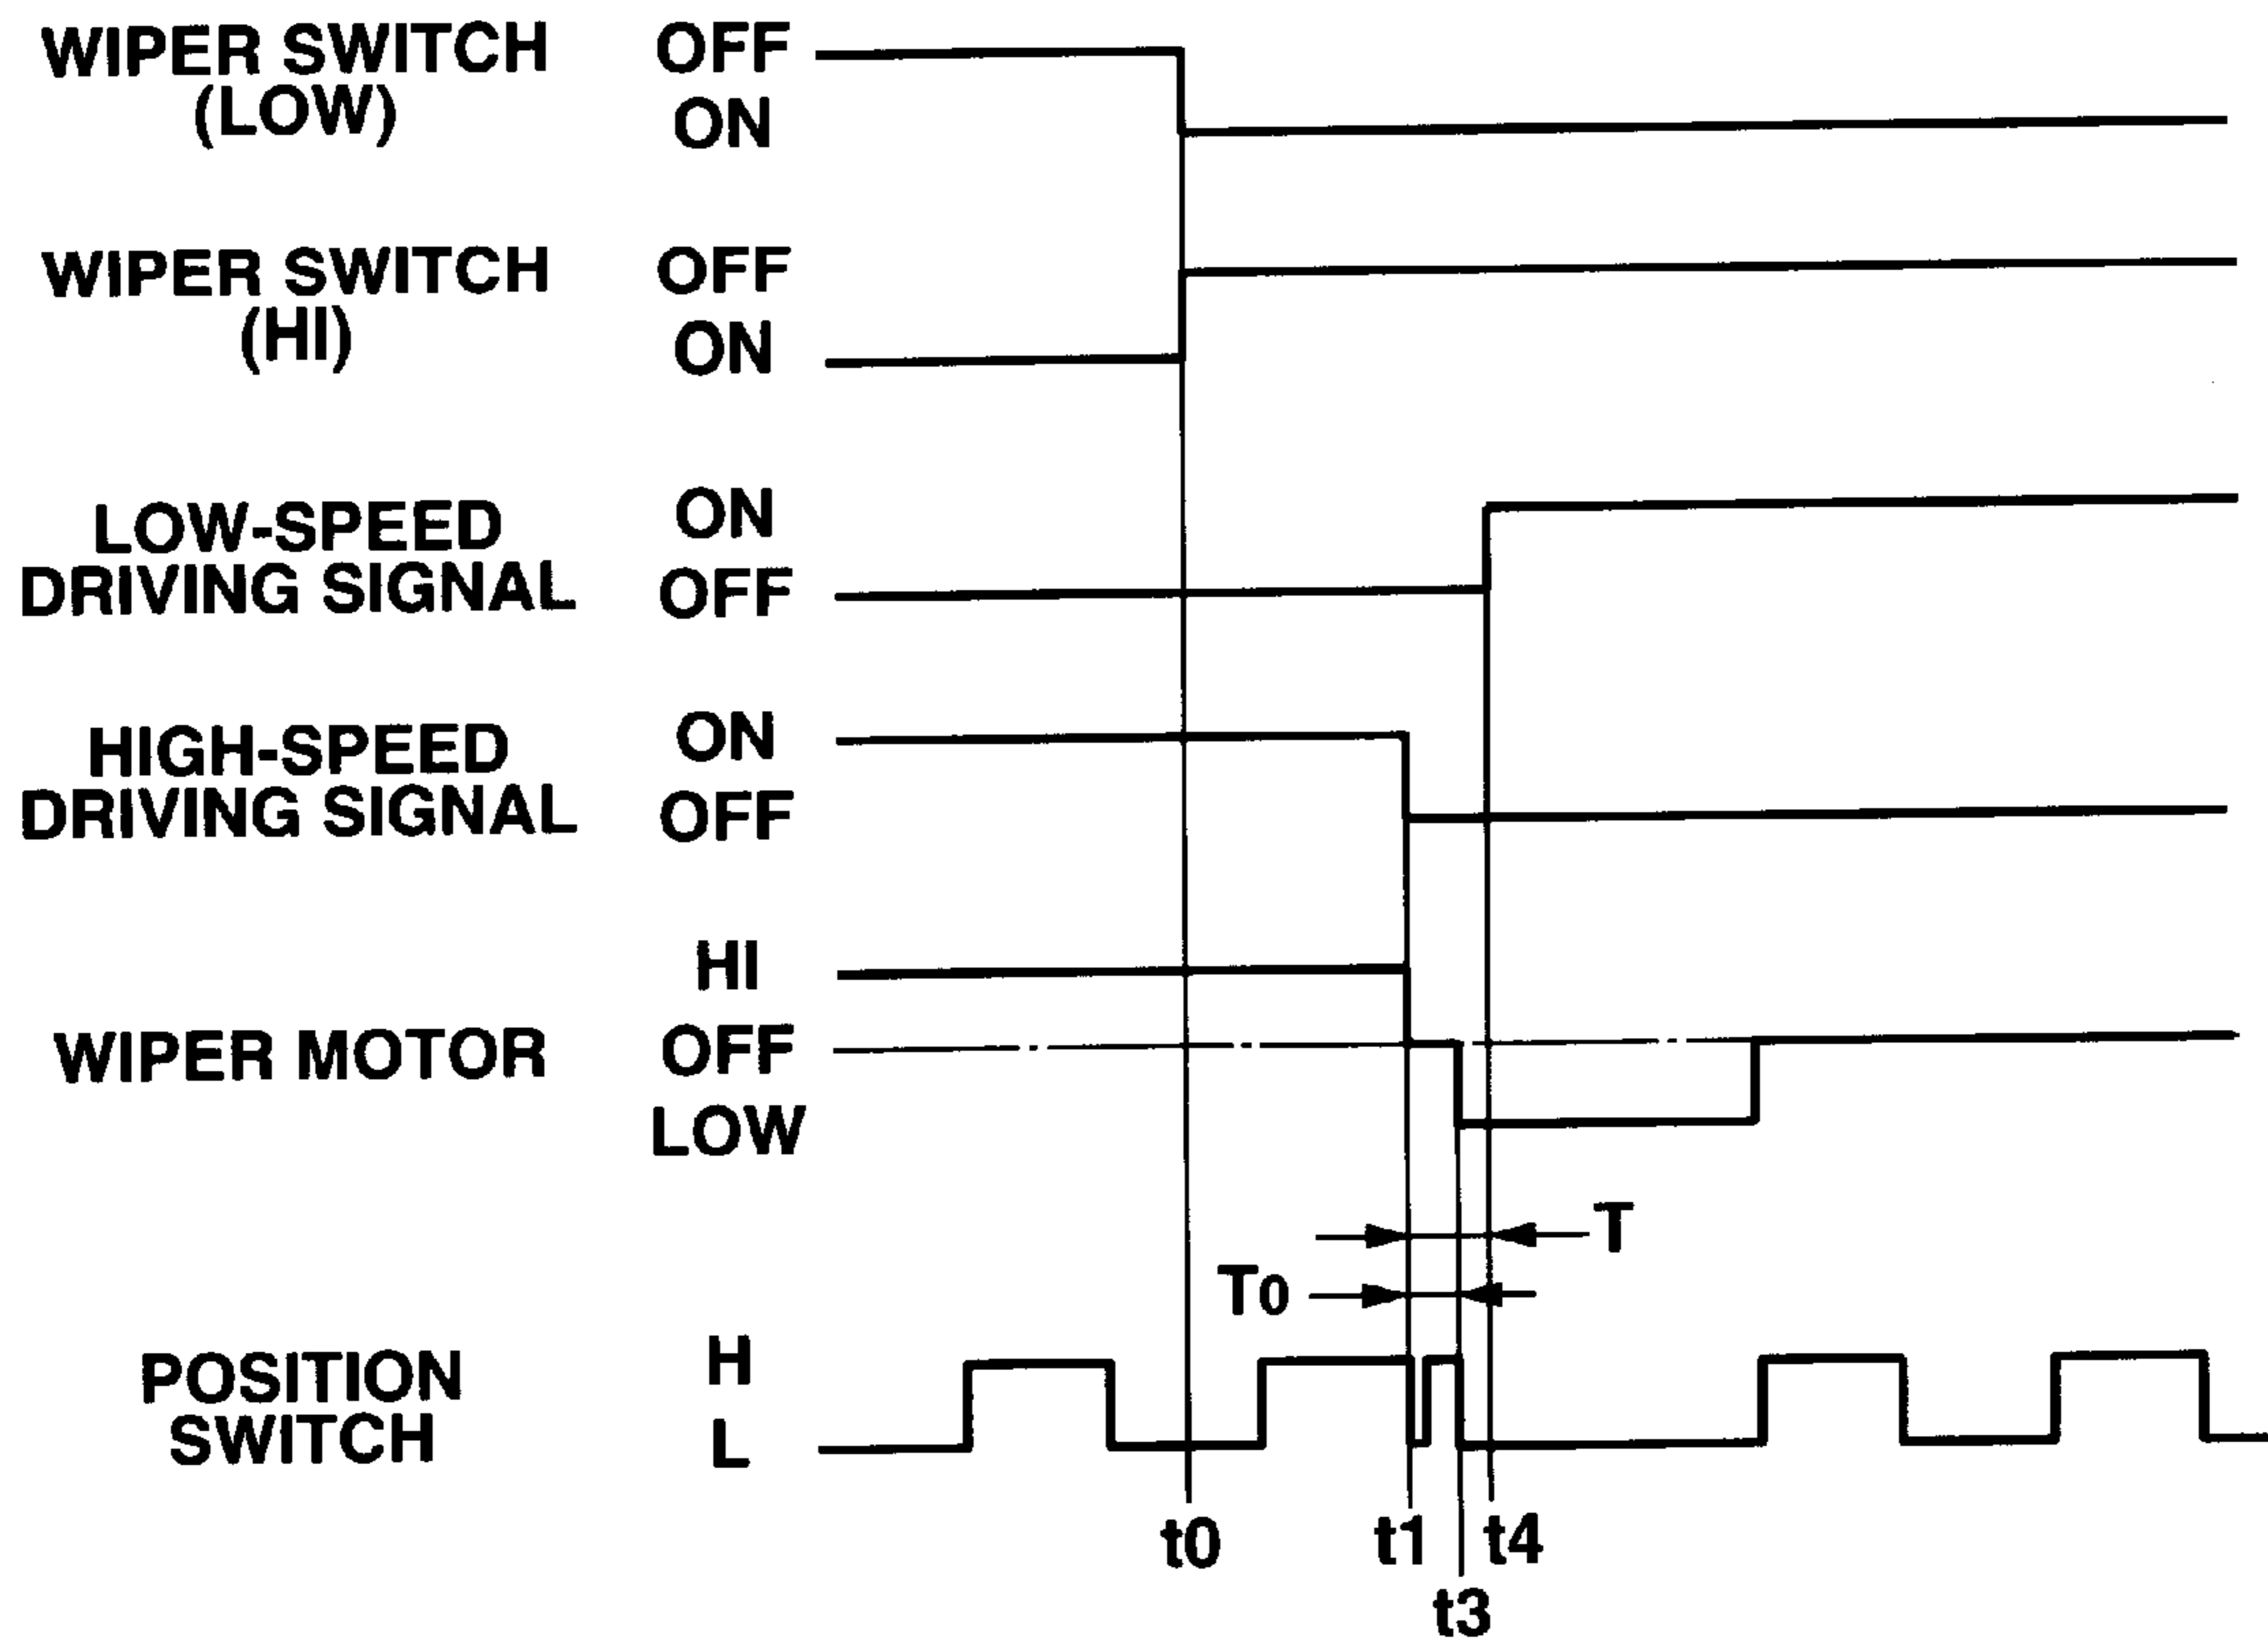 WIPER SWITCH
(LOW)
OFF
ON
WIPER SWITCH
(HI)
OFF
ON
LOW-SPEED
DRIVING SIGNAL
ON
OFF
HIGH-SPEED
DRIVING SIGNAL
ON
OFF
WIPER MOTOR
HI
OFF
LOW
T
To
POSITION
SWITCH
H
L
t0
t1
t4
t3